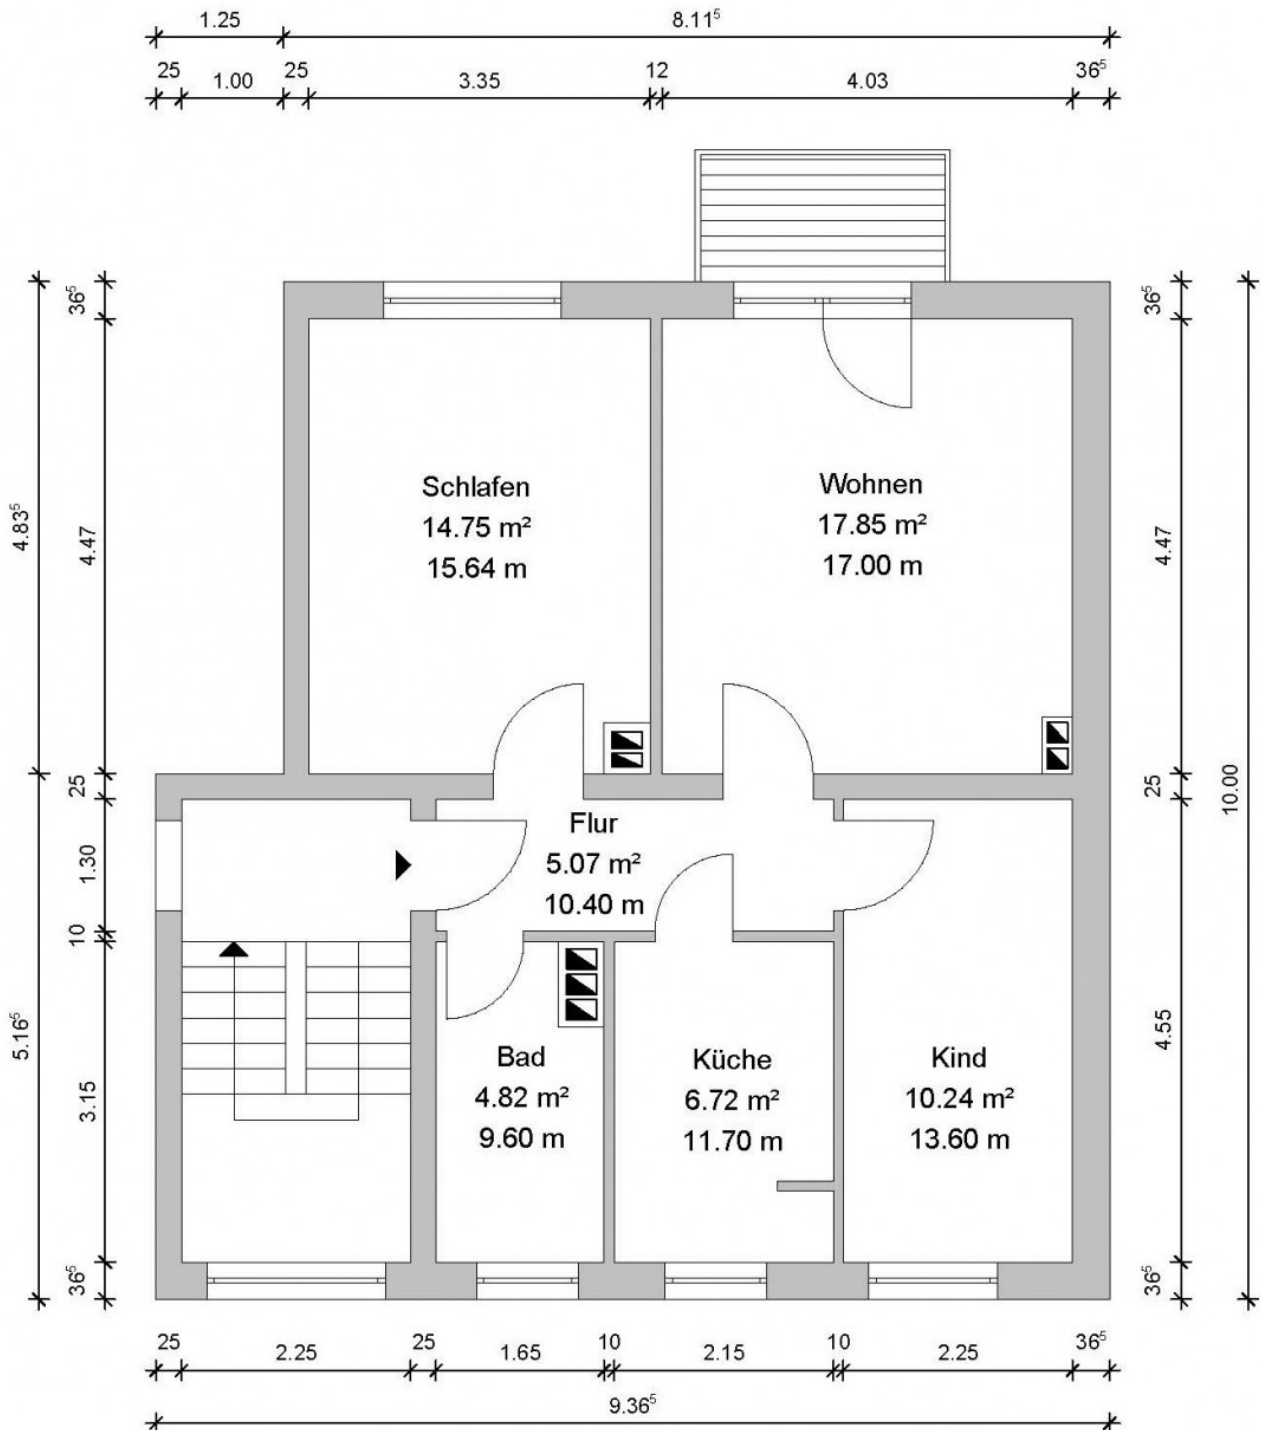 1.25
8.11⁵
25
1.00
25
3.35
12
4.03
36⁵
36⁵
4.83⁵
4.47
25
1.30
10
5.16⁵
3.15
36⁵
Schlafen
14.75 m²
15.64 m
Wohnen
17.85 m²
17.00 m
Flur
5.07 m²
10.40 m
Bad
4.82 m²
9.60 m
Küche
6.72 m²
11.70 m
Kind
10.24 m²
13.60 m
36⁵
4.47
25
10.00
4.55
36⁵
25
2.25
25
1.65
10
2.15
10
2.25
36⁵
9.36⁵